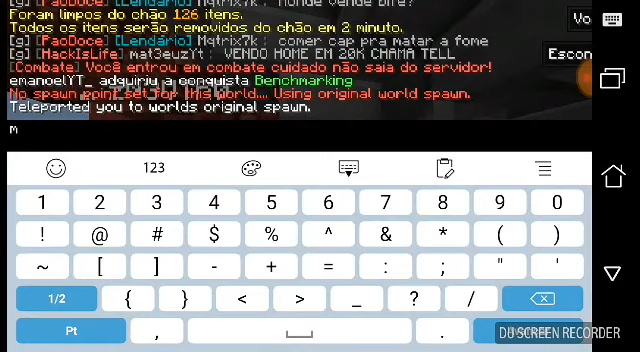 Foram limpos do chão 126 itens.
Todos os itens serão removidos do chão em 2 minuto.
[g] [PaoDoce] [Lendário] Mqtrix7k: comer cap pra matar a fome
[g] [HackIsLife] mat3euzYt: VENDO HOME EM 20K CHAMA TELL
[Combate] Você entrou em combate cuidado não saia do servidor!
emanoelYT_ adquiriu a conquista Benchmarking
No spawn point set for this world.... Using original world spawn.
Teleported you to worlds original spawn.
Vo
Escon
M
123
1 2 3 4 5 6 7 8 9 0
! @ # $ % ^ & * ( )
~ [ ] - + = : ; " '
1/2 { } < > _ ? /
Pt , .
DU SCREEN RECORDER